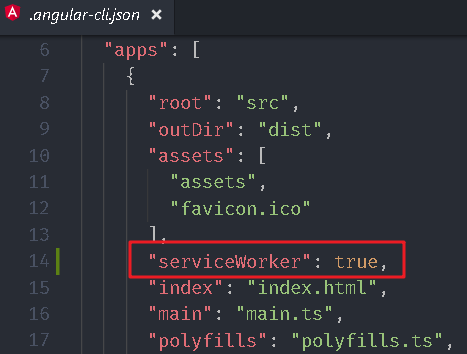 .angular-cli.json ×
6 "apps": [
7 {
8 "root": "src",
9 "outDir": "dist",
10 "assets": [
11 "assets",
12 "favicon.ico"
13 ],
14 "serviceWorker": true,
15 "index": "index.html",
16 "main": "main.ts",
17 "polyfills": "polyfills.ts",